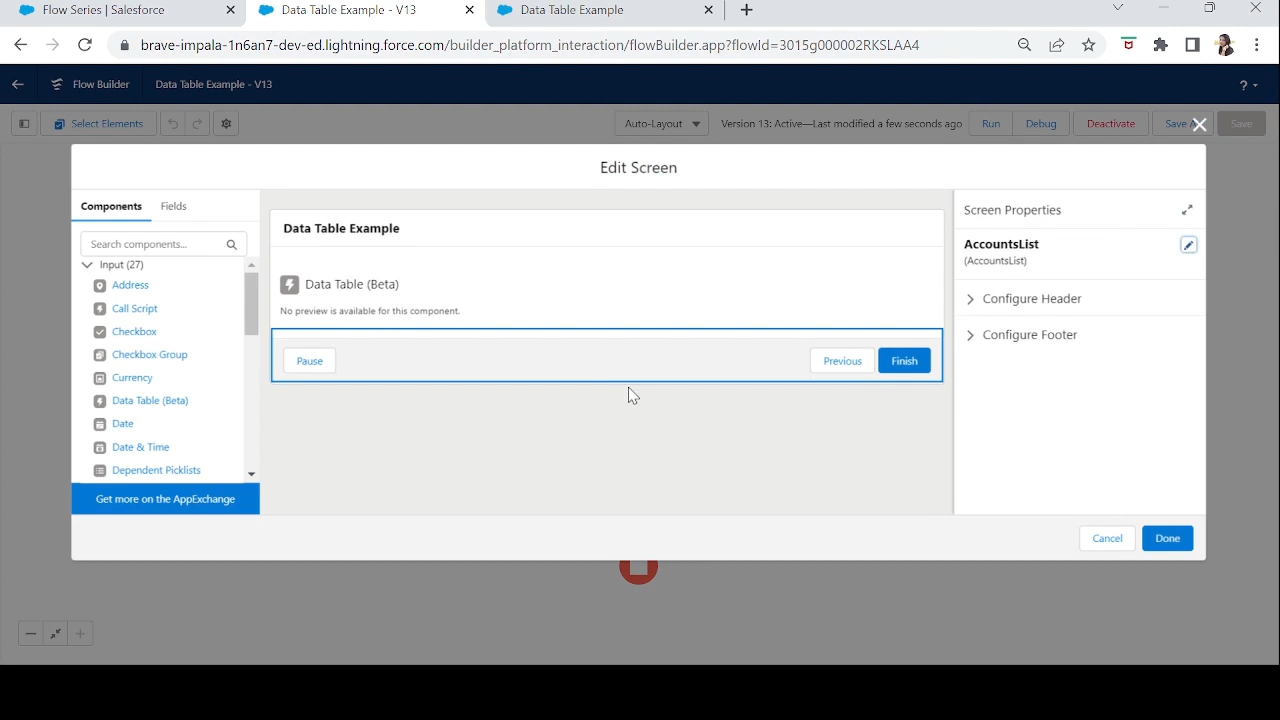 Flow Series | Salesforce
Data Table Example - V13
Data Table Example
brave-impala-1n6an7-dev-ed.lightning.force.com/builder_platform_interaction/flowBuilder.app?flowId=3015g000002RKSLAA4
Flow Builder
Data Table Example - V13
?
Select Elements
Auto-Layout
Version 13: Active—Last modified a few seconds ago
Run
Debug
Deactivate
Save
Save
Edit Screen
Components
Fields
Search components...
Input (27)
Address
Call Script
Checkbox
Checkbox Group
Currency
Data Table (Beta)
Date
Date & Time
Dependent Picklists
Get more on the AppExchange
Data Table Example
Data Table (Beta)
No preview is available for this component.
Pause
Previous
Finish
Screen Properties
AccountsList
(AccountsList)
Configure Header
Configure Footer
Cancel
Done